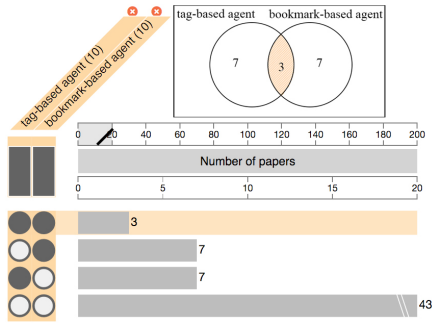 tag-based agent bookmark-based agent
7 3 7
tag-based agent (10)
bookmark-based agent (10)
0 20 40 60 80 100 120 140 160 180 200
Number of papers
0 5 10 15 20
3
7
7
43